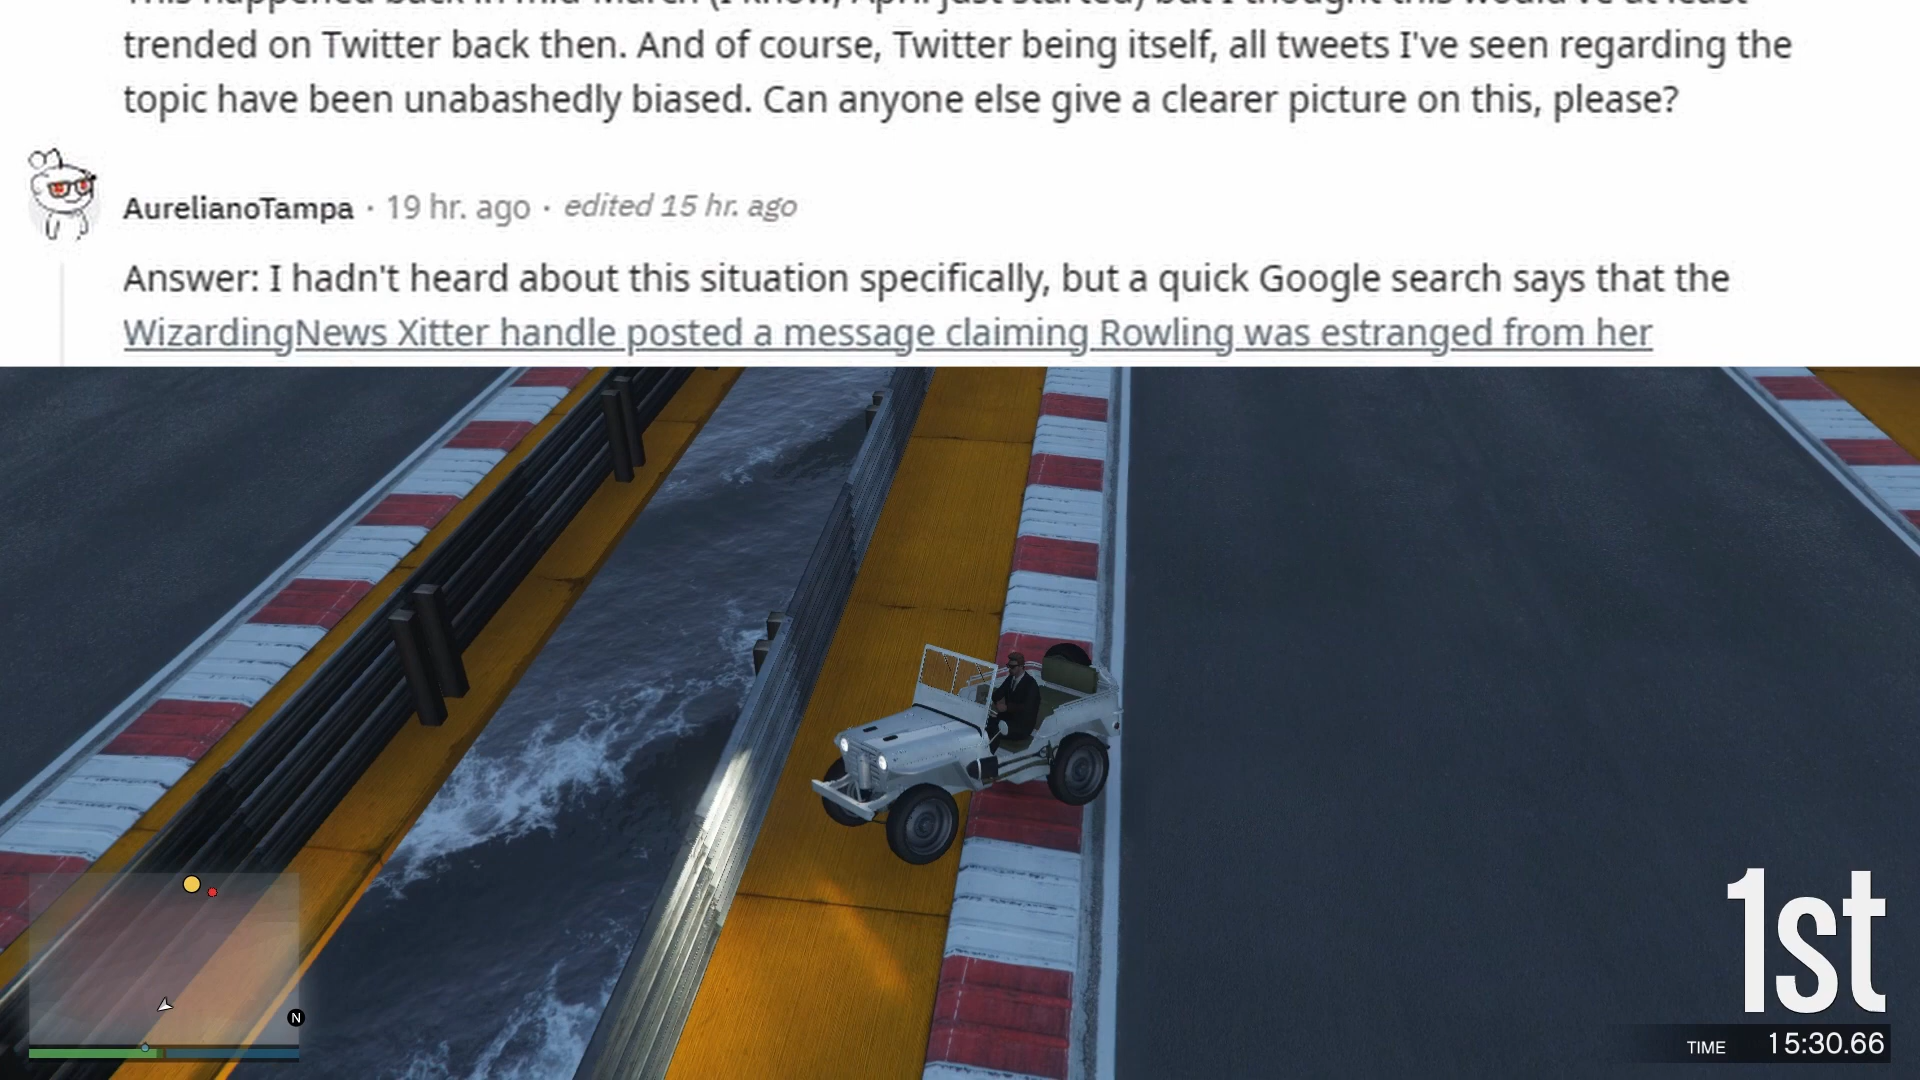 trended on Twitter back then. And of course, Twitter being itself, all tweets I've seen regarding the
topic have been unabashedly biased. Can anyone else give a clearer picture on this, please?
AurelianoTampa · 19 hr. ago · edited 15 hr. ago
Answer: I hadn't heard about this situation specifically, but a quick Google search says that the
WizardingNews Xitter handle posted a message claiming Rowling was estranged from her
N
1st
TIME 15:30.66